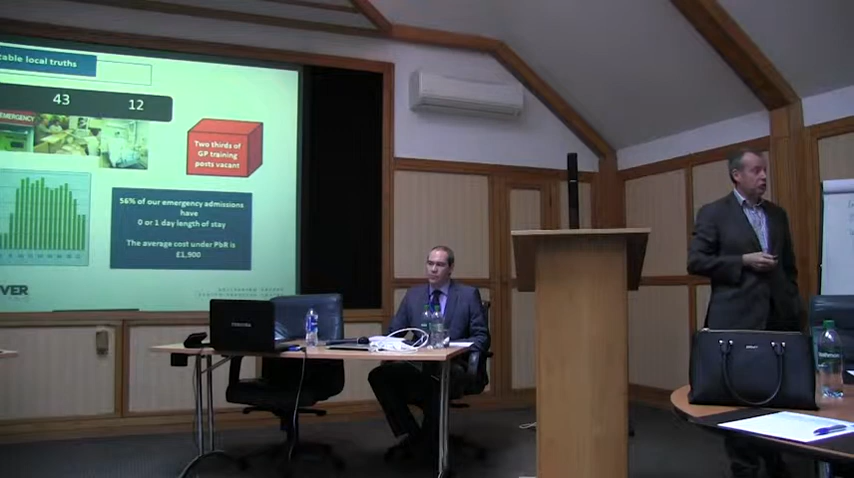 table local truths
43 12
EMERGENCY
Two thirds of
GP training
posts vacant
56% of our emergency admissions
have
0 or 1 day length of stay
The average cost under PbR is
£1,900
VER
TOSHIBA